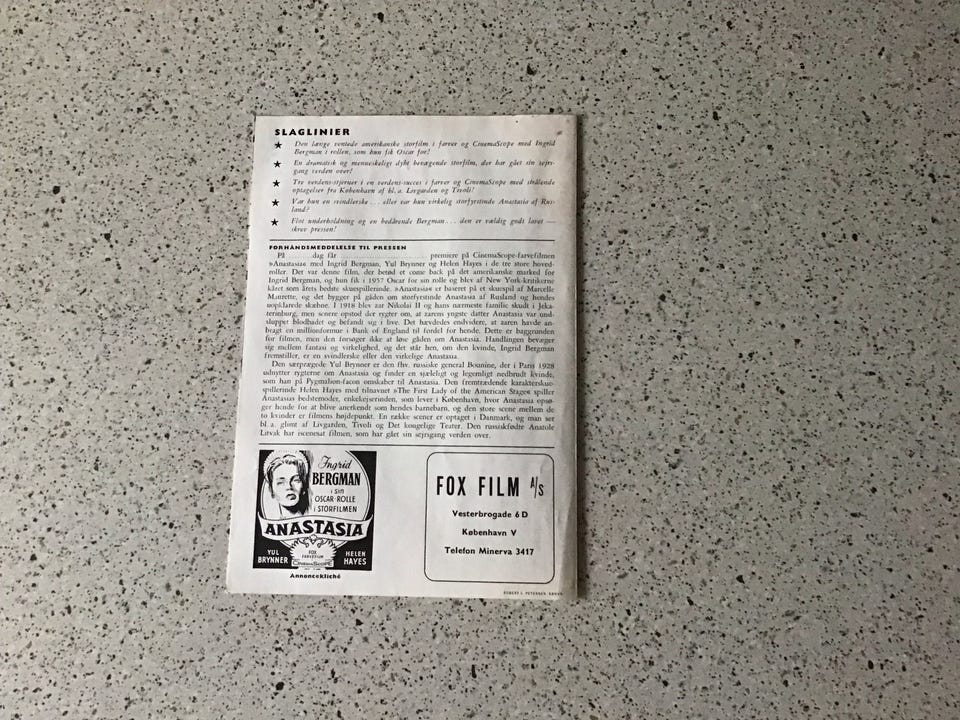 SLAGLINIER
★ Den længe ventede amerikanske storfilm i farver og CinemaScope med Ingrid
Bergman i rollen, som hun fik Oscar for!
★ En dramatisk og menneskeligt dybt bevægende storfilm, der har gået sin sejrs-
gang verden over!
★ Tre verdens-stjerner i en verdens-succes i farver og CinemaScope med strålende
optagelser fra København af bl. a. Livgarden og Tivoli!
★ Var hun en svindlerske... eller var hun virkelig storfyrstinde Anastasia af Rus-
land?
★ Flot underholdning og en bedårende Bergman... den er vældig godt lavet —
skrev pressen!
FORHÅNDSMEDDELELSE TIL PRESSEN
På ............dag får ........................ premiere på CinemaScope-farvefilmen
»Anastasia« med Ingrid Bergman, Yul Brynner og Helen Hayes i de tre store hoved-
roller. Det var denne film, der betød et come back på det amerikanske marked for
Ingrid Bergman, og hun fik i 1957 Oscar for sin rolle og blev af New York-kritikerne
kåret som årets bedste skuespillerinde. »Anastasia« er baseret på et skuespil af Marcelle
Maurette, og det bygger på gåden om storfyrstinde Anastasia af Rusland og hendes
uopklarede skæbne. I 1918 blev zar Nikolai II og hans nærmeste familie skudt i Jeka-
terinburg, men senere opstod der rygter om, at zarens yngste datter Anastasia var und-
sluppet blodbadet og befandt sig i live. Det hævdedes endvidere, at zaren havde an-
bragt en millionformue i Bank of England til fordel for hende. Dette er baggrunden
for filmen, men den forsøger ikke at løse gåden om Anastasia. Handlingen bevæger
sig mellem fantasi og virkelighed, og det står hen, om den kvinde, Ingrid Bergman
fremstiller, er en svindlerske eller den virkelige Anastasia.
Den særprægede Yul Brynner er den fhv. russiske general Bounine, der i Paris 1928
udnytter rygterne om Anastasia og finder en sjæleligt og legemligt nedbrudt kvinde,
som han på Pygmalion-facon omskaber til Anastasia. Den fremtrædende karakterskue-
spillerinde Helen Hayes med tilnavnet »The First Lady of the American Stage« spiller
Anastasias bedstemoder, enkekejserinden, som lever i København, hvor Anastasia opsø-
ger hende for at blive anerkendt som hendes barnebarn, og den store scene mellem de
to kvinder er filmens højdepunkt. En række scener er optaget i Danmark, og man ser
bl. a. glimt af Livgarden, Tivoli og Det kongelige Teater. Den russiskfødte Anatole
Litvak har iscenesat filmen, som har gået sin sejrsgang verden over.
Ingrid
BERGMAN
i sin
OSCAR-ROLLE
i STORFILMEN
ANASTASIA
YUL
BRYNNER
FOX
FARVEFILM
CINEMASCOPE
HELEN
HAYES
Annoncekliché
FOX FILM A/S
Vesterbrogade 6 D
København V
Telefon Minerva 3417